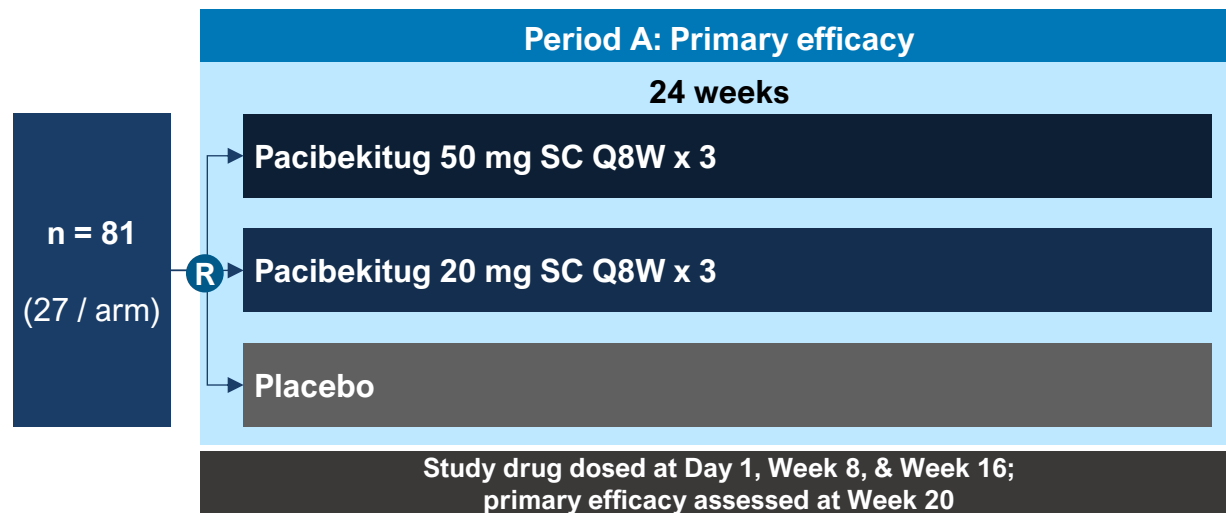 Period A: Primary efficacy
24 weeks
n = 81
(27 / arm)
R
Pacibekitug 50 mg SC Q8W x 3
Pacibekitug 20 mg SC Q8W x 3
Placebo
Study drug dosed at Day 1, Week 8, & Week 16;
primary efficacy assessed at Week 20